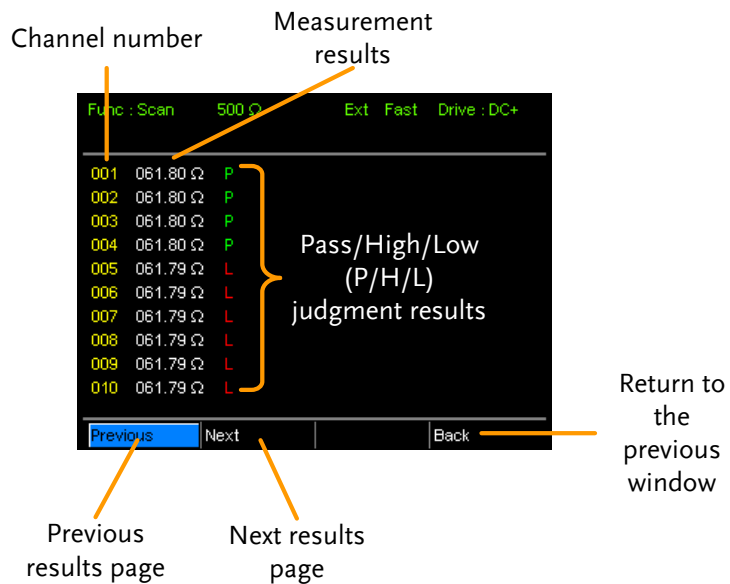 Channel number
Measurement
results
Func : Scan 500 Ω Ext Fast Drive : DC+
001 061.80 Ω P
002 061.80 Ω P
003 061.80 Ω P
004 061.80 Ω P
005 061.79 Ω L
006 061.79 Ω L
007 061.79 Ω L
008 061.79 Ω L
009 061.79 Ω L
010 061.79 Ω L
Pass/High/Low
(P/H/L)
judgment results
Previous Next Back
Return to
the
previous
window
Previous
results page
Next results
page